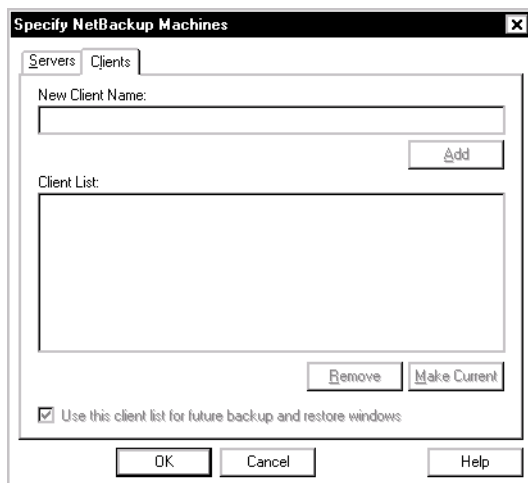 Specify NetBackup Machines
Servers Clients
New Client Name:
Add
Client List:
Remove Make Current
Use this client list for future backup and restore windows
OK Cancel Help